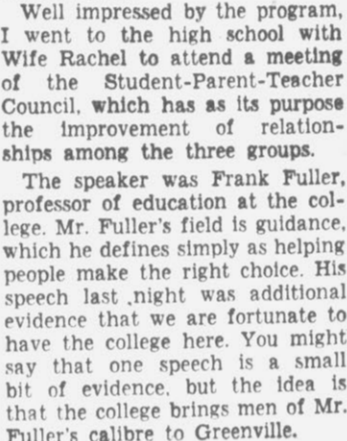 Well impressed by the program,
I went to the high school with
Wife Rachel to attend a meeting
of the Student-Parent-Teacher
Council, which has as its purpose
the improvement of relation-
ships among the three groups.
The speaker was Frank Fuller,
professor of education at the col-
lege. Mr. Fuller's field is guidance,
which he defines simply as helping
people make the right choice. His
speech last night was additional
evidence that we are fortunate to
have the college here. You might
say that one speech is a small
bit of evidence, but the idea is
that the college brings men of Mr.
Fuller's calibre to Greenville.